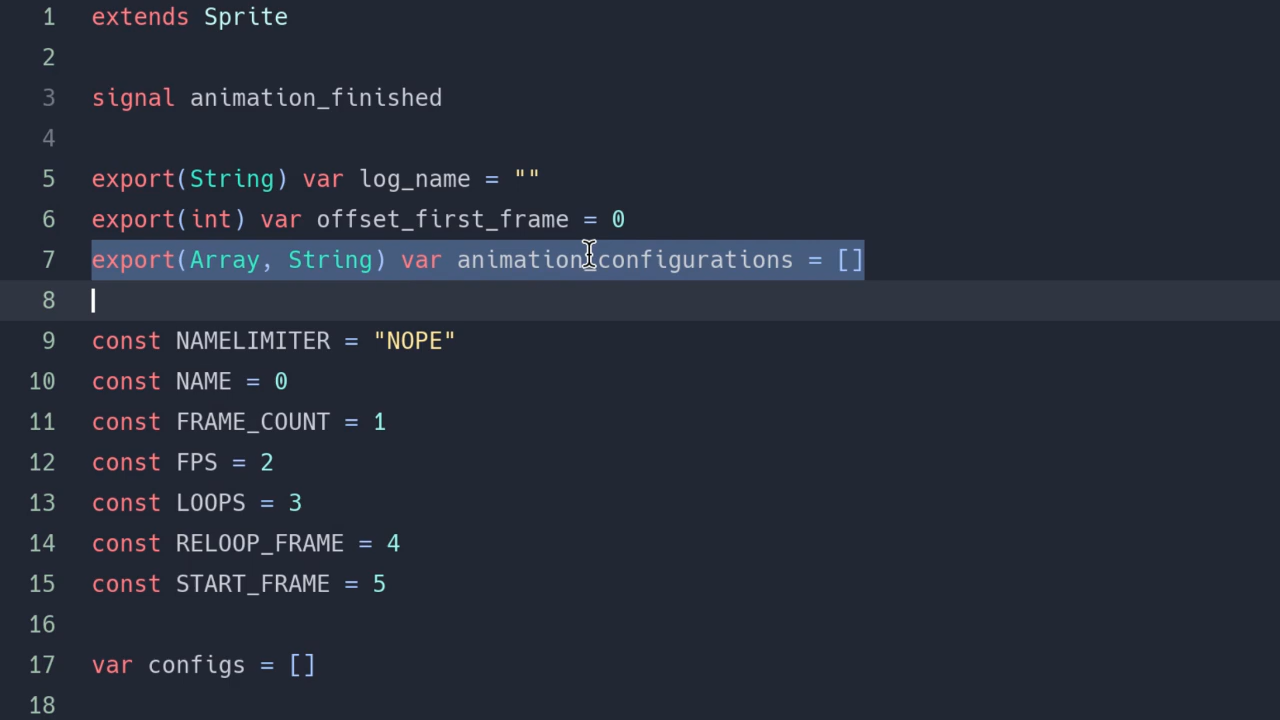 1 extends Sprite
2
3 signal animation_finished
4
5 export(String) var log_name = ""
6 export(int) var offset_first_frame = 0
7 export(Array, String) var animation_configurations = []
8
9 const NAMELIMITER = "NOPE"
10 const NAME = 0
11 const FRAME_COUNT = 1
12 const FPS = 2
13 const LOOPS = 3
14 const RELOOP_FRAME = 4
15 const START_FRAME = 5
16
17 var configs = []
18